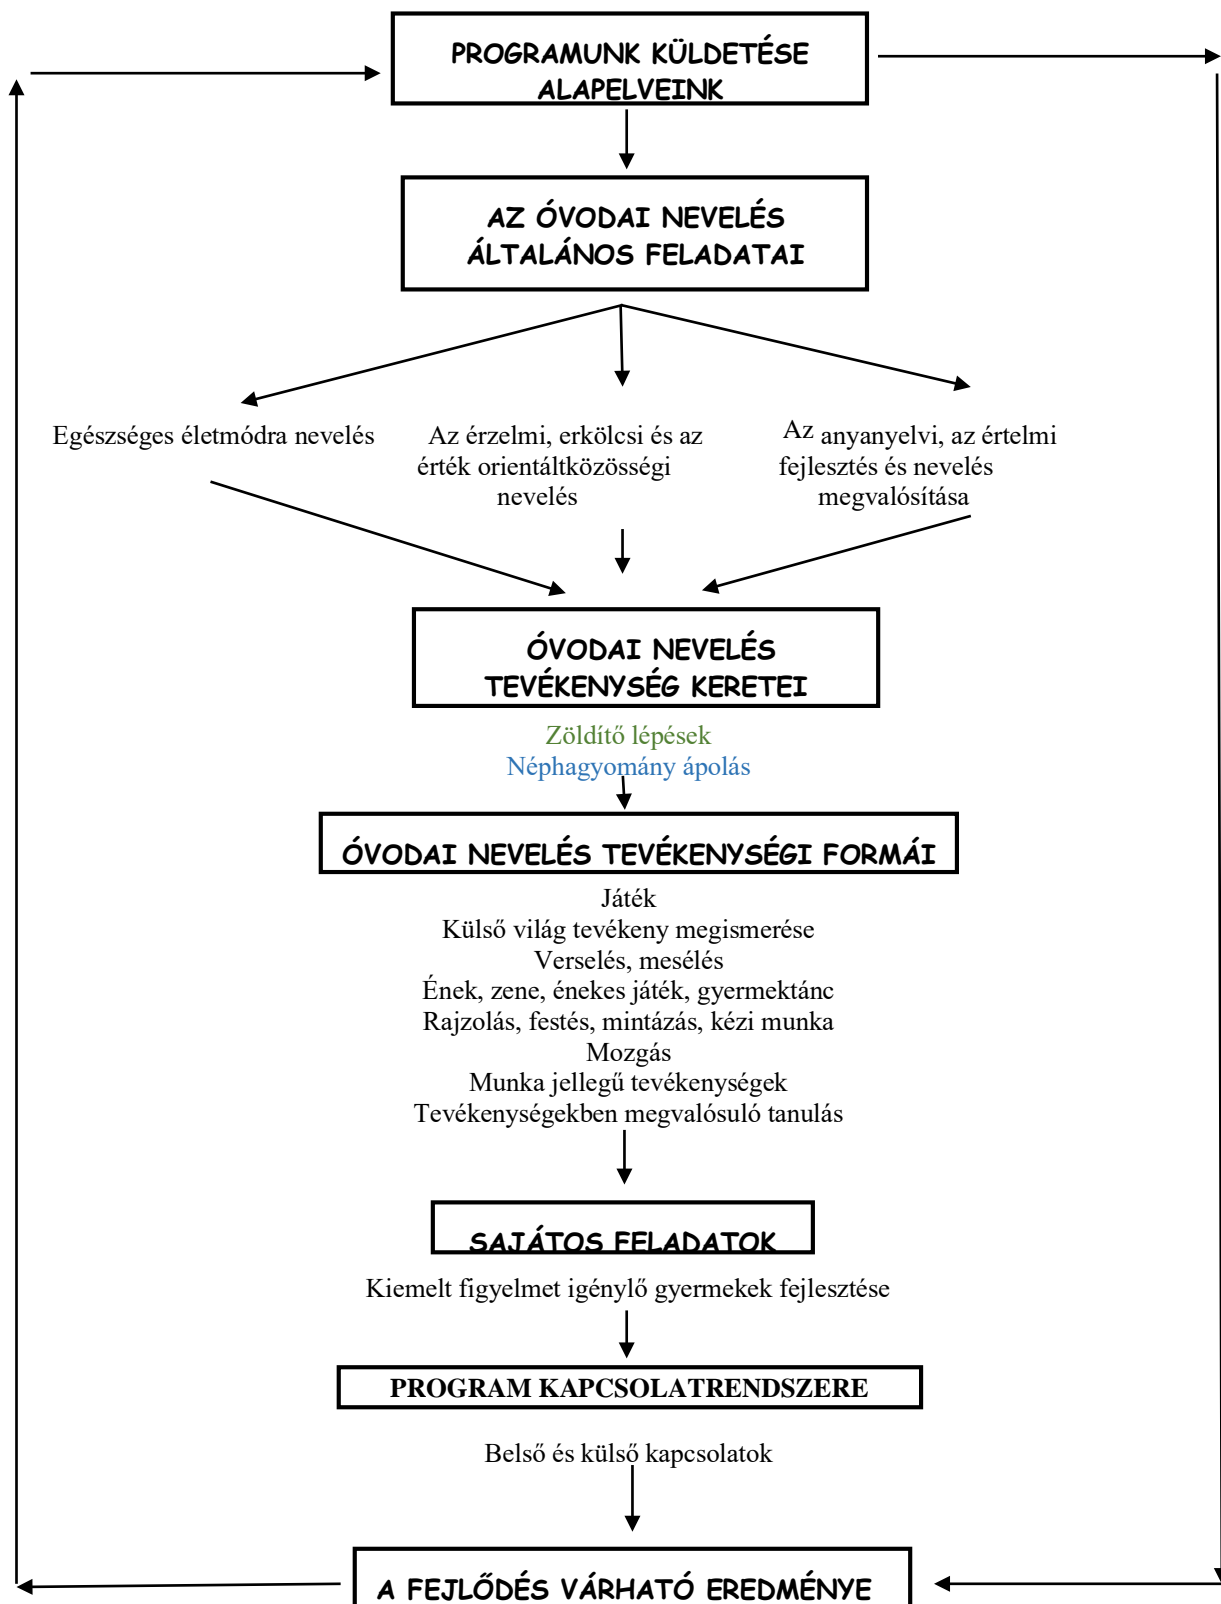 PROGRAMUNK KÜLDETÉSE
ALAPELVEINK
AZ ÓVODAI NEVELÉS
ÁLTALÁNOS FELADATAI
Egészséges életmódra nevelés
Az érzelmi, erkölcsi és az
érték orientáltközösségi
nevelés
Az anyanyelvi, az értelmi
fejlesztés és nevelés
megvalósítása
ÓVODAI NEVELÉS
TEVÉKENYSÉG KERETEI
Zöldítő lépések
Néphagyomány ápolás
ÓVODAI NEVELÉS TEVÉKENYSÉGI FORMÁI
Játék
Külső világ tevékeny megismerése
Verselés, mesélés
Ének, zene, énekes játék, gyermektánc
Rajzolás, festés, mintázás, kézi munka
Mozgás
Munka jellegű tevékenységek
Tevékenységekben megvalósuló tanulás
SAJÁTOS FELADATOK
Kiemelt figyelmet igénylő gyermekek fejlesztése
PROGRAM KAPCSOLATRENDSZERE
Belső és külső kapcsolatok
A FEJLŐDÉS VÁRHATÓ EREDMÉNYE